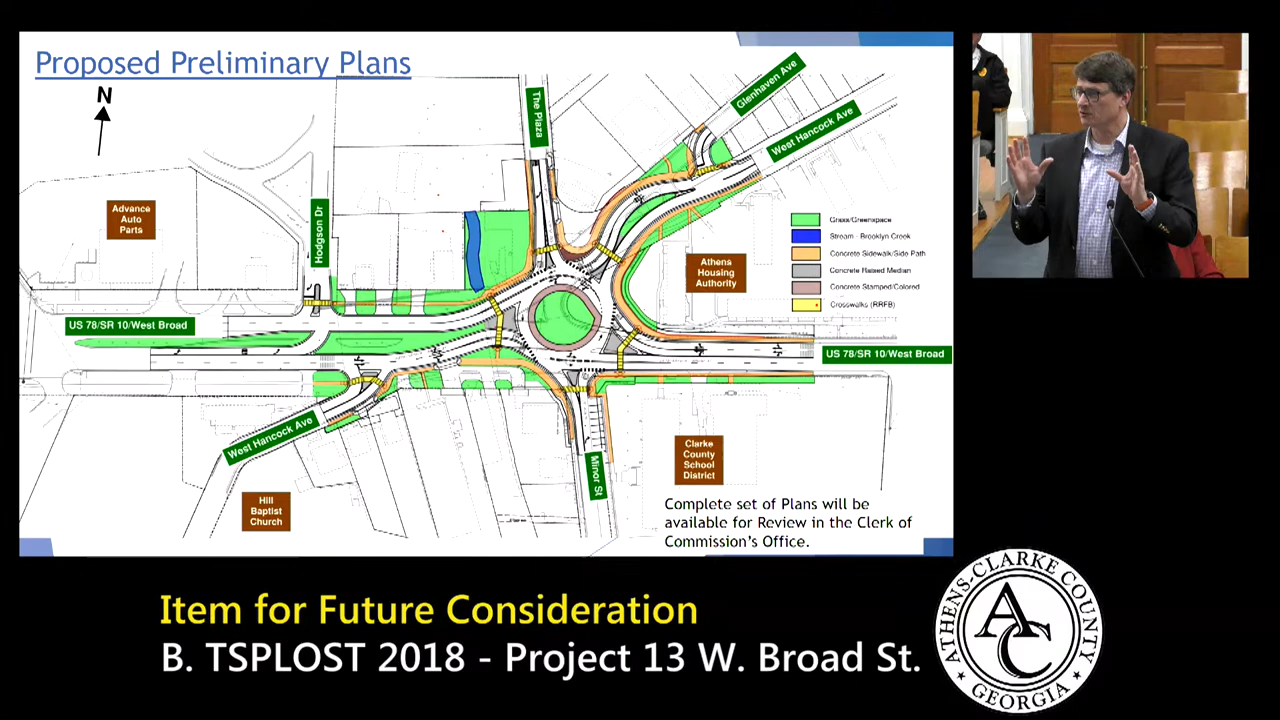 Proposed Preliminary Plans
N
The Plaza
Glenhaven Ave
West Hancock Ave
Advance
Auto
Parts
Hodgson Dr
Grass/Greenspace
Stream - Brooklyn Creek
Concrete Sidewalk/Side Path
Concrete Raised Median
Concrete Stamped/Colored
Crosswalks (RRFB)
Athens
Housing
Authority
US 78/SR 10/West Broad
US 78/SR 10/West Broad
West Hancock Ave
Minor St
Clarke
County
School
District
Hill
Baptist
Church
Complete set of Plans will be
available for Review in the Clerk of
Commission's Office.
Item for Future Consideration
B. TSPLOST 2018 - Project 13 W. Broad St.
ATHENS-CLARKE COUNTY
AC
GEORGIA